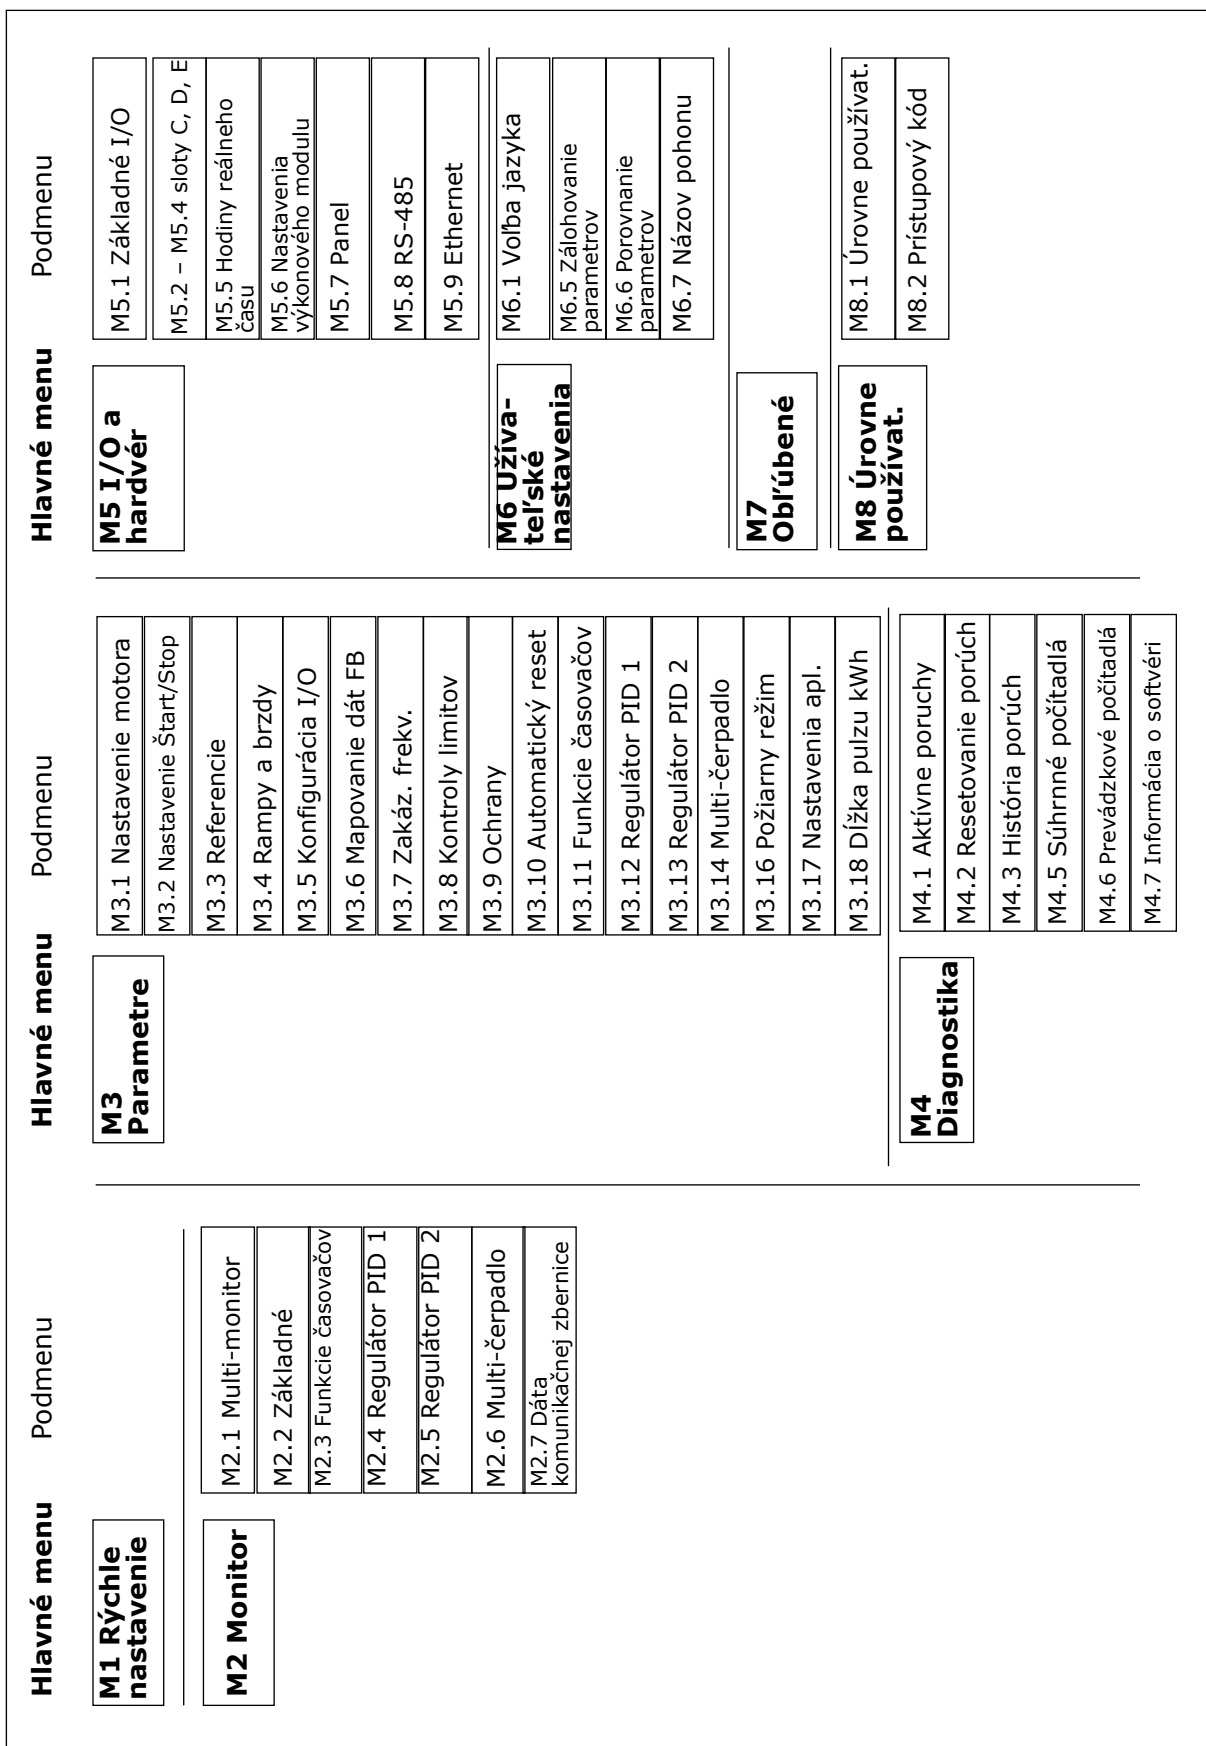 Hlavné menu
Podmenu
M1 Rýchle
nastavenie
M2 Monitor
M2.1 Multi-monitor
M2.2 Základné
M2.3 Funkcie časovačov
M2.4 Regulátor PID 1
M2.5 Regulátor PID 2
M2.6 Multi-čerpadlo
M2.7 Dáta
komunikačnej zbernice
Hlavné menu
Podmenu
M3
Parametre
M3.1 Nastavenie motora
M3.2 Nastavenie Štart/Stop
M3.3 Referencie
M3.4 Rampy a brzdy
M3.5 Konfigurácia I/O
M3.6 Mapovanie dát FB
M3.7 Zakáz. frekv.
M3.8 Kontroly limitov
M3.9 Ochrany
M3.10 Automatický reset
M3.11 Funkcie časovačov
M3.12 Regulátor PID 1
M3.13 Regulátor PID 2
M3.14 Multi-čerpadlo
M3.16 Požiarny režim
M3.17 Nastavenia apl.
M3.18 Dĺžka pulzu kWh
M4
Diagnostika
M4.1 Aktívne poruchy
M4.2 Resetovanie porúch
M4.3 História porúch
M4.5 Súhrnné počítadlá
M4.6 Prevádzkové počítadlá
M4.7 Informácia o softvéri
Hlavné menu
Podmenu
M5 I/O a
hardvér
M5.1 Základné I/O
M5.2 – M5.4 sloty C, D, E
M5.5 Hodiny reálneho
času
M5.6 Nastavenia
výkonového modulu
M5.7 Panel
M5.8 RS-485
M5.9 Ethernet
M6 Užíva-
teľské
nastavenia
M6.1 Voľba jazyka
M6.5 Zálohovanie
parametrov
M6.6 Porovnanie
parametrov
M6.7 Názov pohonu
M7
Obľúbené
M8 Úrovne
používat.
M8.1 Úrovne používat.
M8.2 Prístupový kód